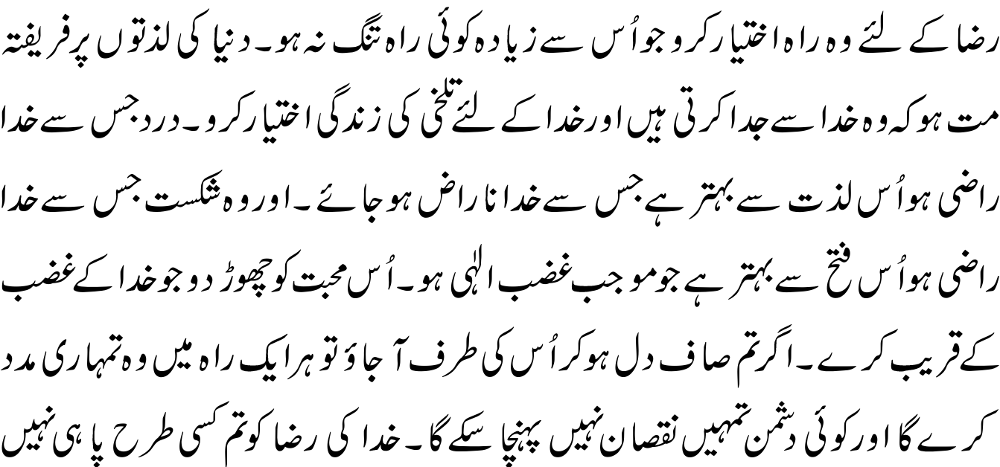 رضا کے لئے وہ راہ اختیار کرو جو اُس سے زیادہ کوئی راہ تنگ نہ ہو۔ دنیا کی لذتوں پر فریفتہ
مت ہو کہ وہ خدا سے جدا کرتی ہیں اور خدا کے لئے تلخی کی زندگی اختیار کرو۔ درد جس سے خدا
راضی ہو اُس لذت سے بہتر ہے جس سے خدا ناراض ہو جائے۔ اور وہ شکست جس سے خدا
راضی ہو اُس فتح سے بہتر ہے جو موجب غضب الٰہی ہو۔ اُس محبت کو چھوڑ دو جو خدا کے غضب
کے قریب کرے۔ اگر تم صاف دل ہو کر اُس کی طرف آ جاؤ تو ہر ایک راہ میں وہ تمہاری مدد
کرے گا اور کوئی دشمن تمہیں نقصان نہیں پہنچا سکے گا۔ خدا کی رضا کو تم کسی طرح پا ہی نہیں